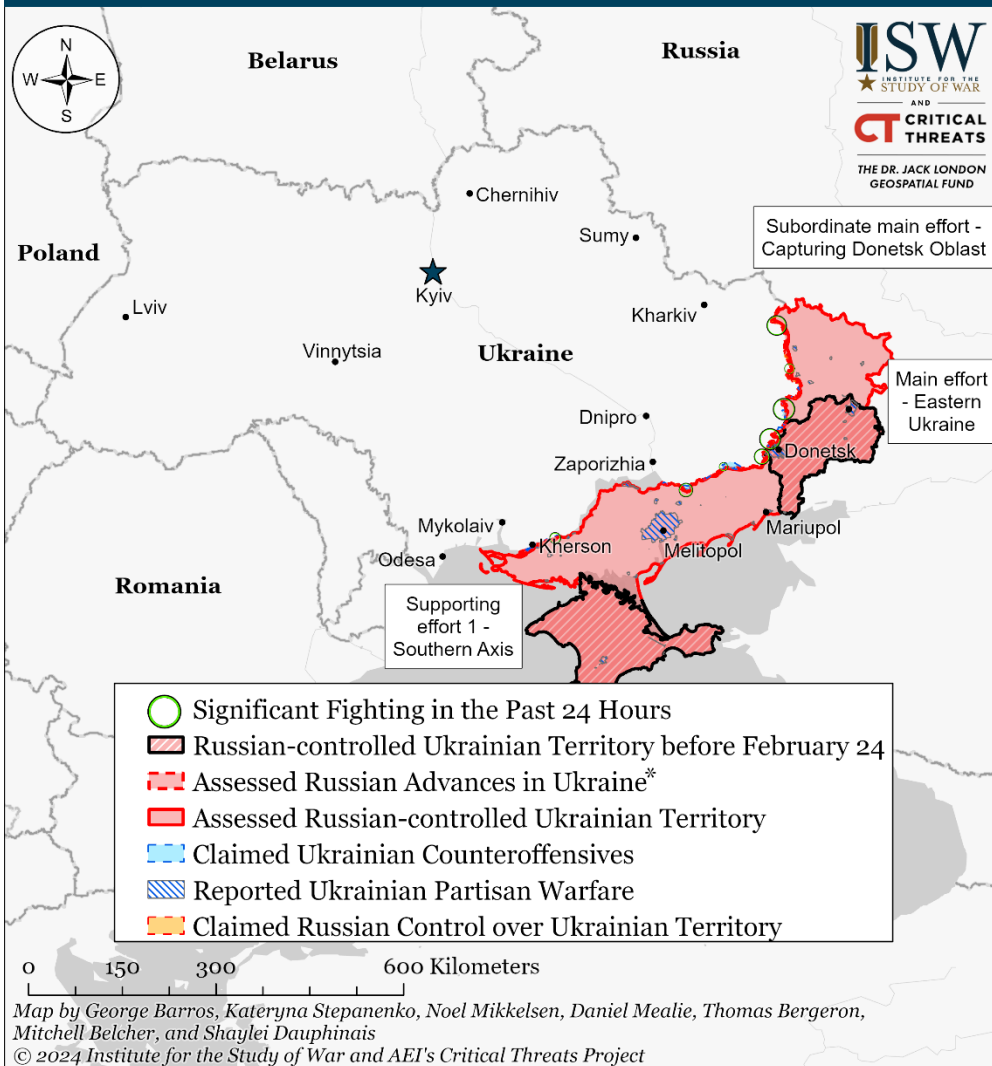 N
W
E
S
Belarus
Russia
ISW
INSTITUTE FOR THE
STUDY OF WAR
AND
CT CRITICAL
THREATS
THE DR. JACK LONDON
GEOSPATIAL FUND
Chernihiv
Sumy
Subordinate main effort -
Capturing Donetsk Oblast
Poland
Kyiv
Lviv
Kharkiv
Vinnytsia
Ukraine
Main effort
- Eastern
Ukraine
Dnipro
Donetsk
Zaporizhia
Mykolaiv
Mariupol
Kherson
Melitopol
Odesa
Romania
Supporting
effort 1 -
Southern Axis
Significant Fighting in the Past 24 Hours
Russian-controlled Ukrainian Territory before February 24
Assessed Russian Advances in Ukraine*
Assessed Russian-controlled Ukrainian Territory
Claimed Ukrainian Counteroffensives
Reported Ukrainian Partisan Warfare
Claimed Russian Control over Ukrainian Territory
0 150 300 600 Kilometers
Map by George Barros, Kateryna Stepanenko, Noel Mikkelsen, Daniel Mealie, Thomas Bergeron,
Mitchell Belcher, and Shaylei Dauphinais
© 2024 Institute for the Study of War and AEI's Critical Threats Project